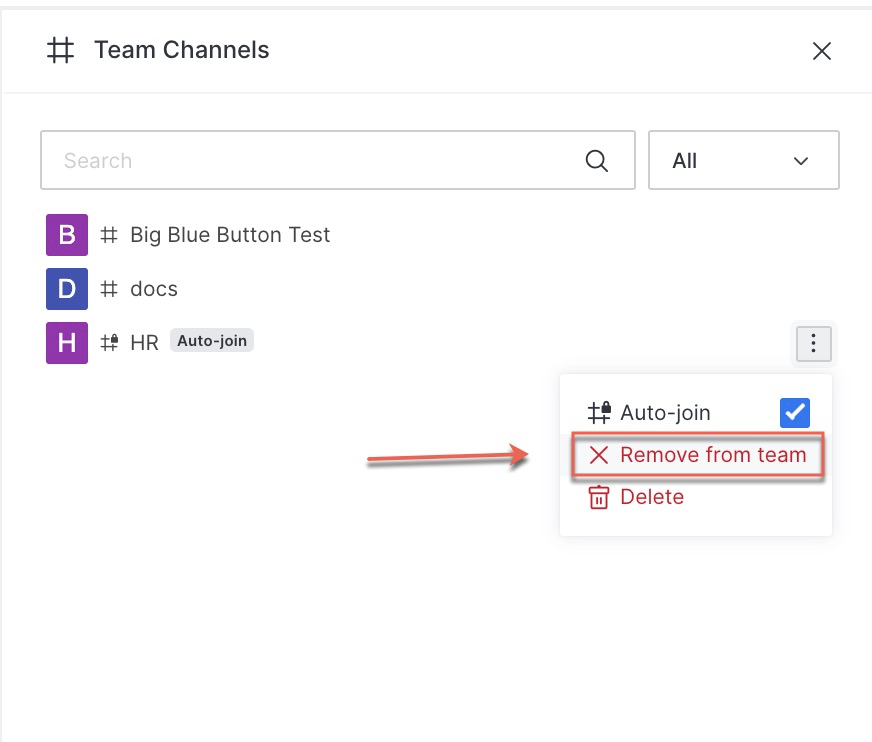 Team Channels
Search
All
B Big Blue Button Test
D docs
H HR Auto-join
Auto-join
Remove from team
Delete